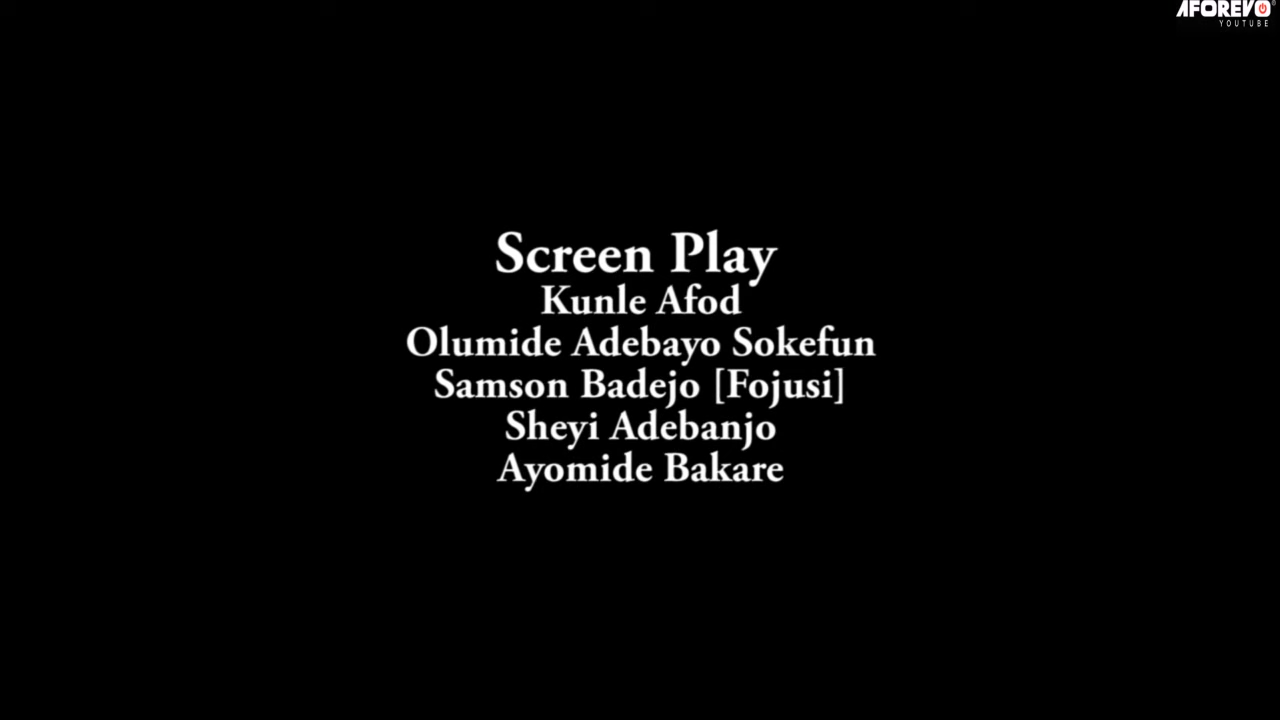 AFOREVO
YOUTUBE
Screen Play
Kunle Afod
Olumide Adebayo Sokefun
Samson Badejo [Fojusi]
Sheyi Adebanjo
Ayomide Bakare